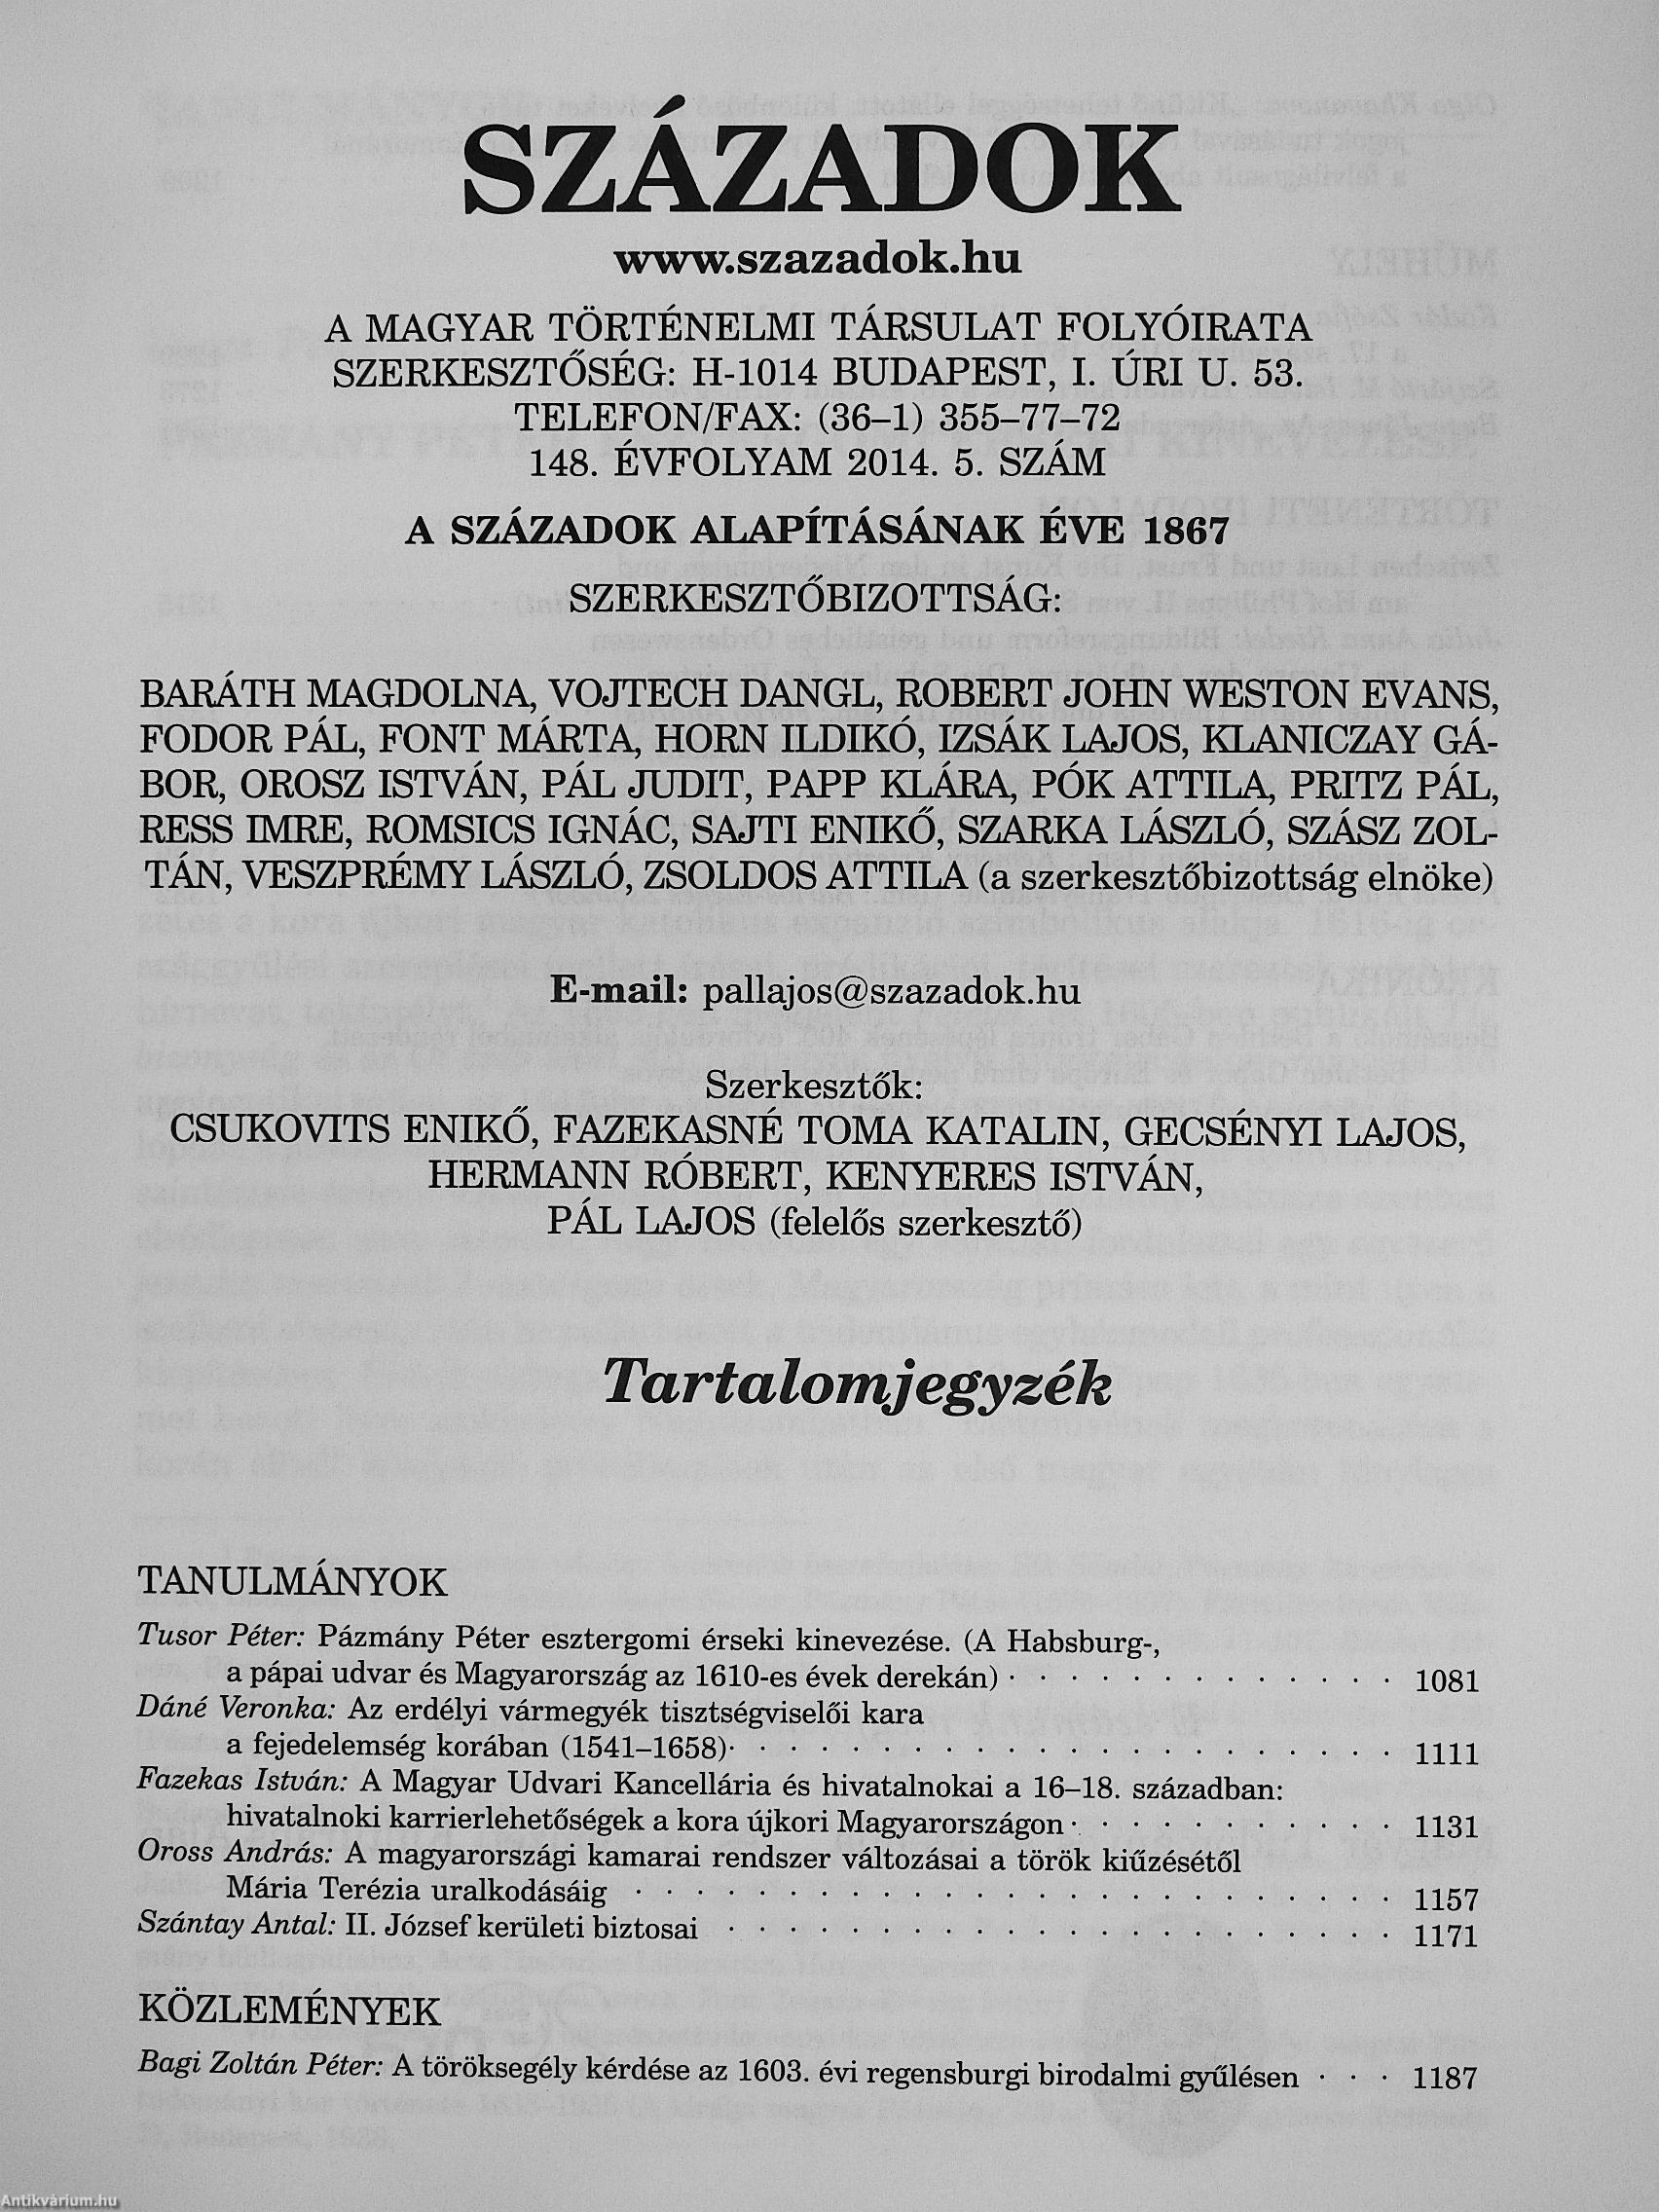 SZÁZADOK
www.szazadok.hu
A MAGYAR TÖRTÉNELMI TÁRSULAT FOLYÓIRATA
SZERKESZTŐSÉG: H-1014 BUDAPEST, I. ÚRI U. 53.
TELEFON/FAX: (36–1) 355–77–72
148. ÉVFOLYAM 2014. 5. SZÁM
A SZÁZADOK ALAPÍTÁSÁNAK ÉVE 1867
SZERKESZTŐBIZOTTSÁG:
BARÁTH MAGDOLNA, VOJTECH DANGL, ROBERT JOHN WESTON EVANS,
FODOR PÁL, FONT MÁRTA, HORN ILDIKÓ, IZSÁK LAJOS, KLANICZAY GÁ-
BOR, OROSZ ISTVÁN, PÁL JUDIT, PAPP KLÁRA, PÓK ATTILA, PRITZ PÁL,
RESS IMRE, ROMSICS IGNÁC, SAJTI ENIKŐ, SZARKA LÁSZLÓ, SZÁSZ ZOL-
TÁN, VESZPRÉMY LÁSZLÓ, ZSOLDOS ATTILA (a szerkesztőbizottság elnöke)
E-mail: pallajos@szazadok.hu
Szerkesztők:
CSUKOVITS ENIKŐ, FAZEKASNÉ TOMA KATALIN, GECSÉNYI LAJOS,
HERMANN RÓBERT, KENYERES ISTVÁN,
PÁL LAJOS (felelős szerkesztő)
Tartalomjegyzék
TANULMÁNYOK
Tusor Péter: Pázmány Péter esztergomi érseki kinevezése. (A Habsburg-,
a pápai udvar és Magyarország az 1610-es évek derekán) · · · · · · · · · · · · · 1081
Dáné Veronka: Az erdélyi vármegyék tisztségviselői kara
a fejedelemség korában (1541–1658) · · · · · · · · · · · · · · · · · · · · · · 1111
Fazekas István: A Magyar Udvari Kancellária és hivatalnokai a 16–18. században:
hivatalnoki karrierlehetőségek a kora újkori Magyarországon · · · · · · · · · · · 1131
Oross András: A magyarországi kamarai rendszer változásai a török kiűzésétől
Mária Terézia uralkodásáig · · · · · · · · · · · · · · · · · · · · · · · · · 1157
Szántay Antal: II. József kerületi biztosai · · · · · · · · · · · · · · · · · · · · · · 1171
KÖZLEMÉNYEK
Bagi Zoltán Péter: A töröksegély kérdése az 1603. évi regensburgi birodalmi gyűlésen · · · 1187
Antikvárium.hu